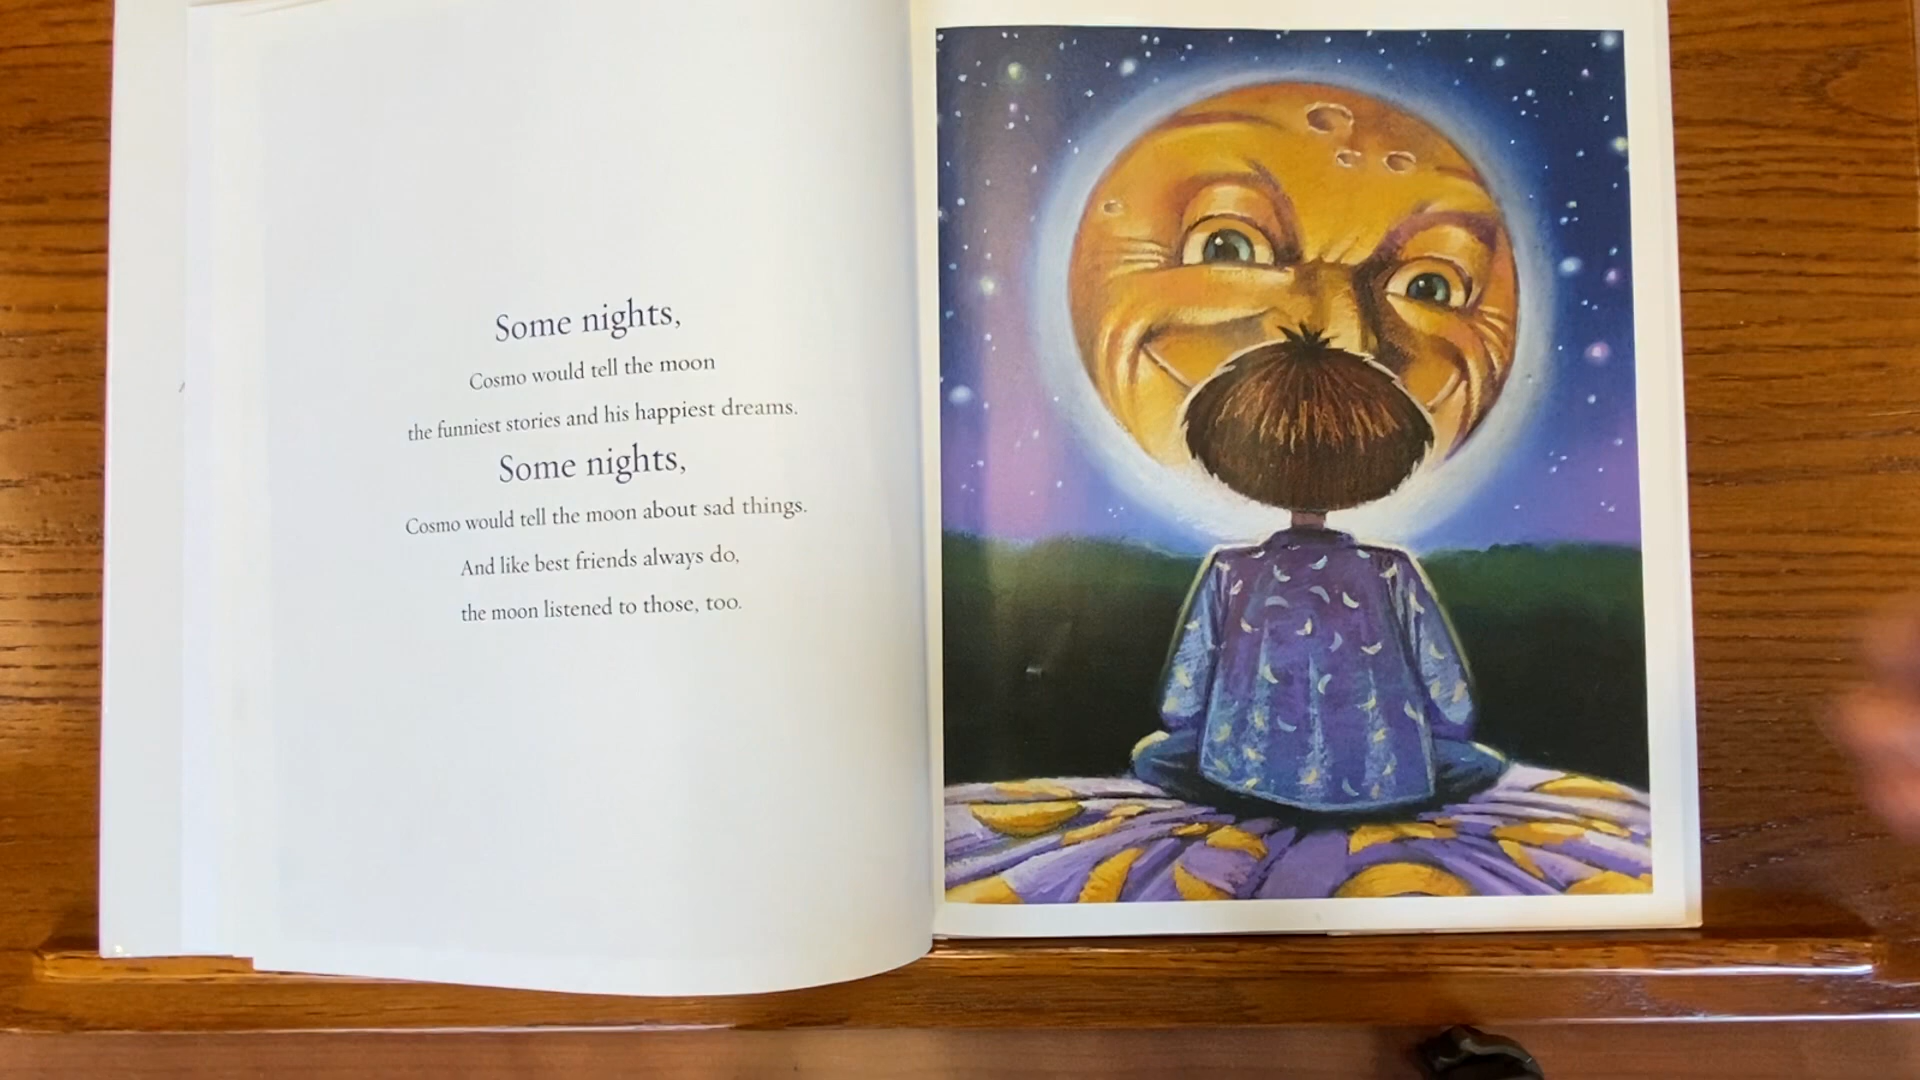 Some nights,
Cosmo would tell the moon
the funniest stories and his happiest dreams.
Some nights,
Cosmo would tell the moon about sad things.
And like best friends always do,
the moon listened to those, too.